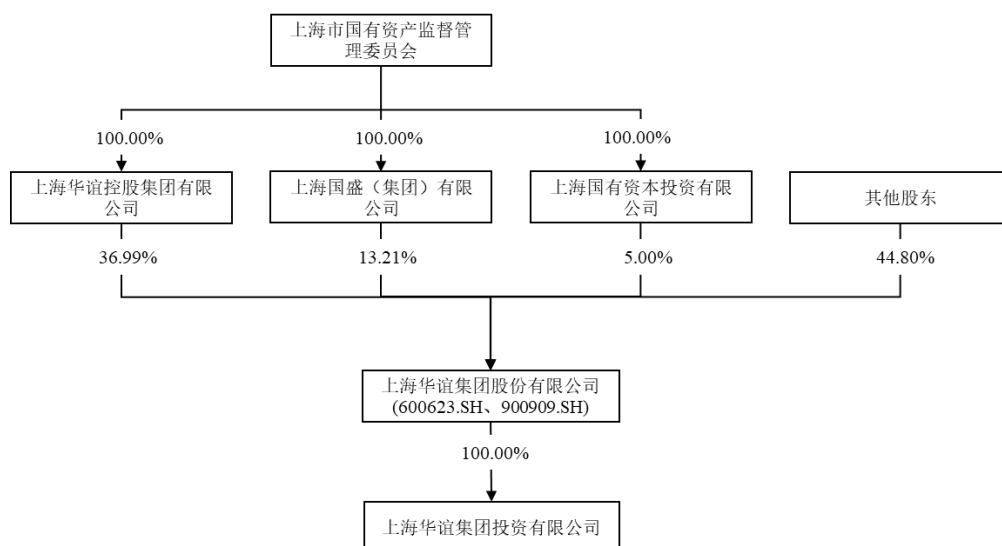 上海市国有资产监督管
理委员会
100.00%
100.00%
100.00%
上海华谊控股集团有限
公司
上海国盛（集团）有限
公司
上海国有资本投资有限
公司
其他股东
36.99%
13.21%
5.00%
44.80%
上海华谊集团股份有限公司
(600623.SH、900909.SH)
100.00%
上海华谊集团投资有限公司